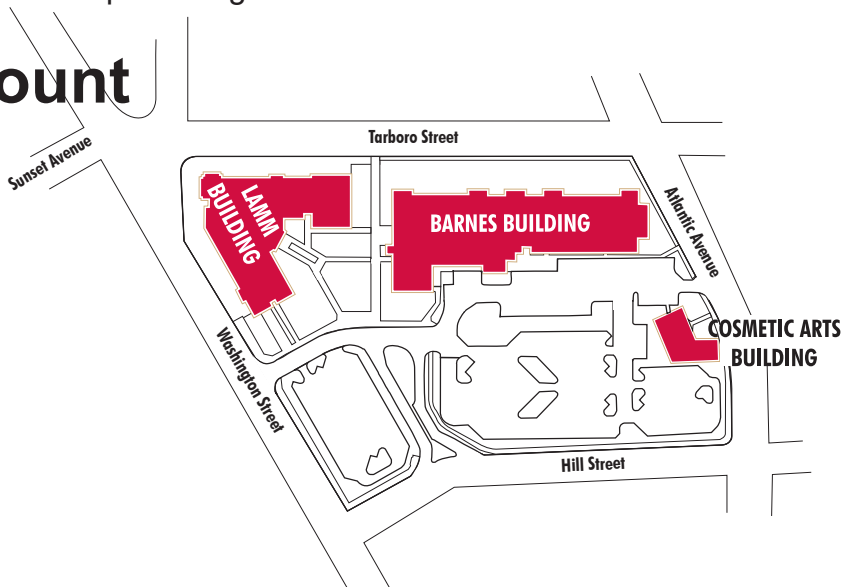 ount
Tarboro Street
Sunset Avenue
LAMM
BUILDING
BARNES BUILDING
Atlantic Avenue
COSMETIC ARTS
BUILDING
Washington Street
Hill Street